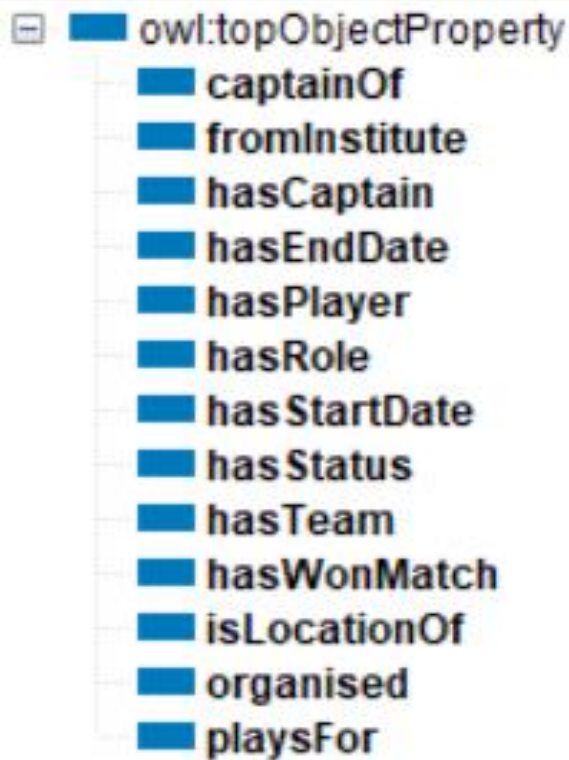 owl:topObjectProperty
captainOf
fromInstitute
hasCaptain
hasEndDate
hasPlayer
hasRole
hasStartDate
hasStatus
hasTeam
hasWonMatch
isLocationOf
organised
playsFor